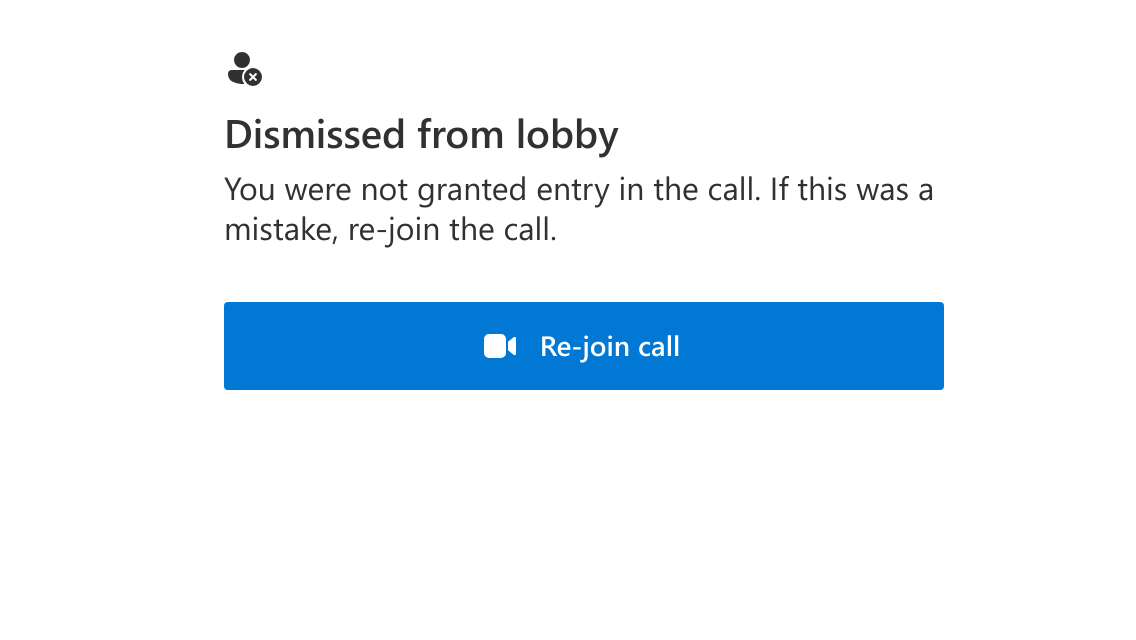 Dismissed from lobby
You were not granted entry in the call. If this was a
mistake, re-join the call.
Re-join call